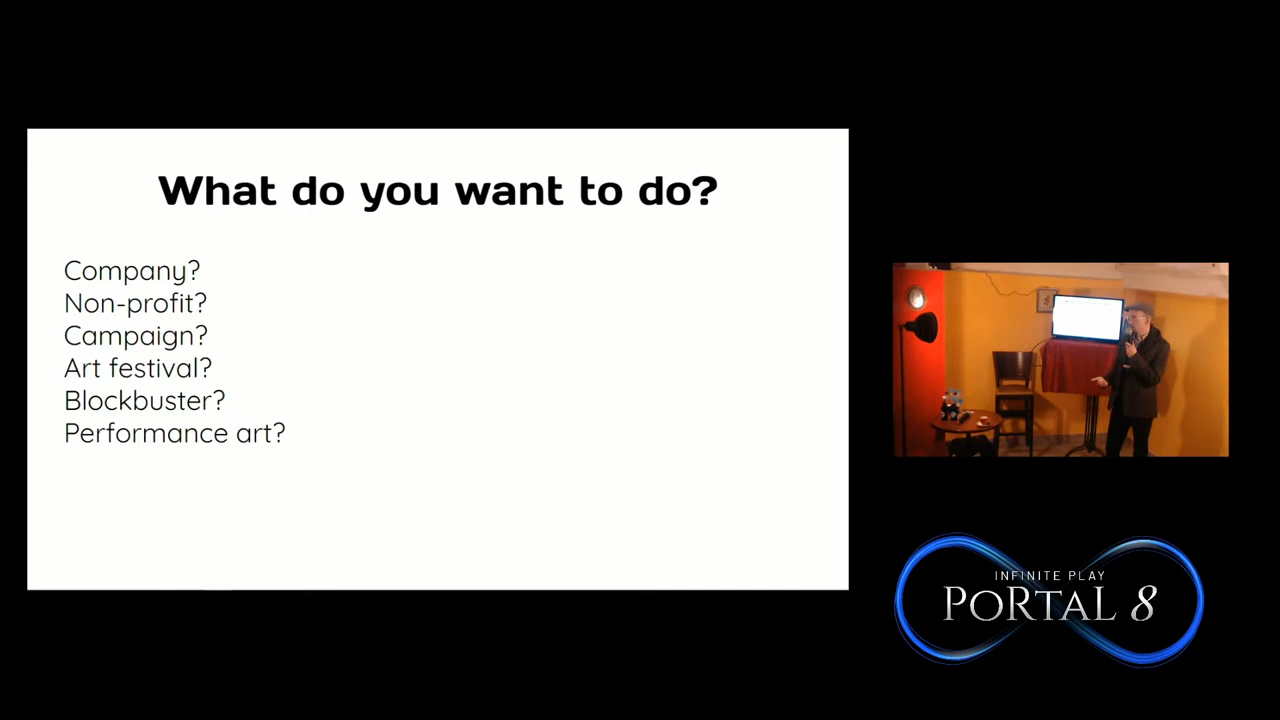 What do you want to do?
Company?
Non-profit?
Campaign?
Art festival?
Blockbuster?
Performance art?
INFINITE PLAY
PORTAL 8